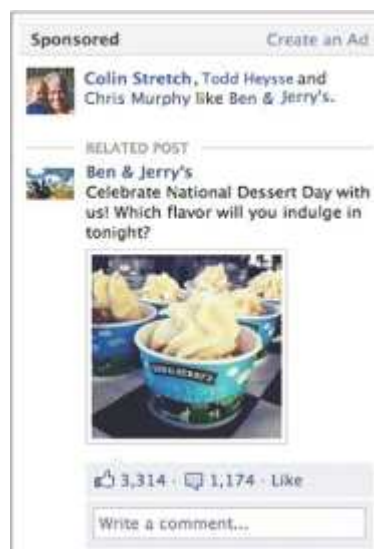 Sponsored Create an Ad
Colin Stretch, Todd Heysse and
Chris Murphy like Ben & Jerry's.
RELATED POST
Ben & Jerry's
Celebrate National Dessert Day with
us! Which flavor will you indulge in
tonight?
BEN & JERRY'S
3,314 · 1,174 · Like
Write a comment...